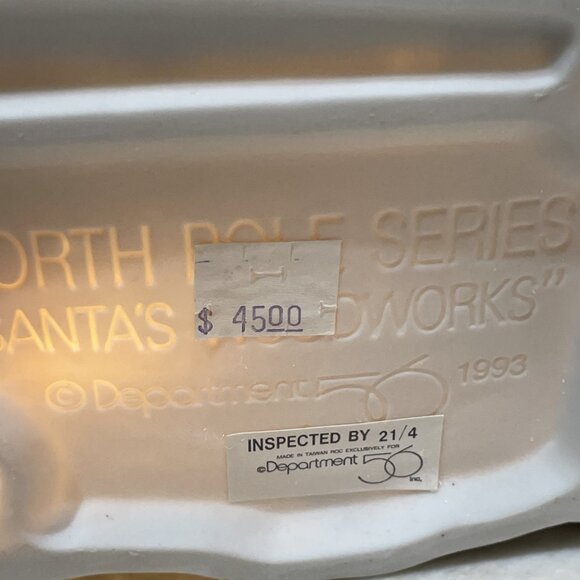 ORTH POLE SERIES
SANTA'S WOODWORKS"
$ 4500
©Department 56 1993
INSPECTED BY 21/4
MADE IN TAIWAN ROC EXCLUSIVELY FOR
©Department 56 INC.